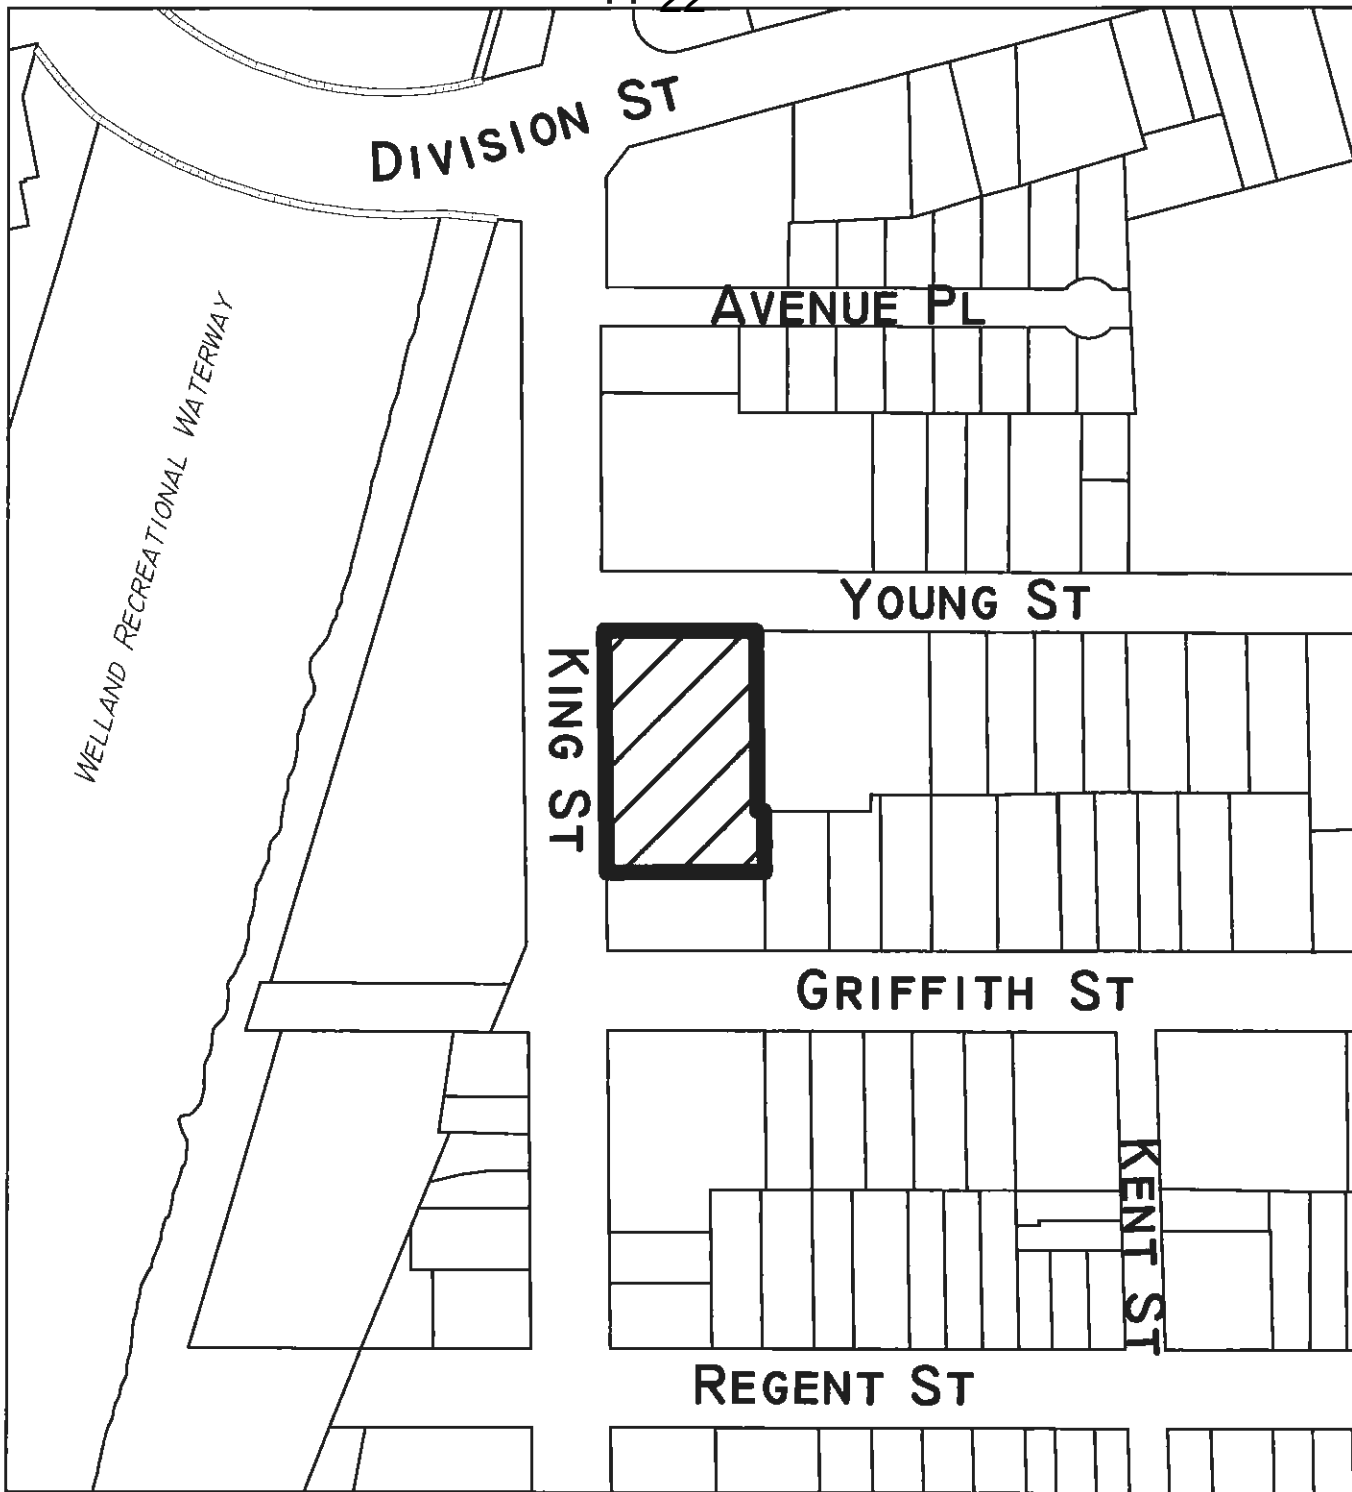 DIVISION ST
AVENUE PL
WELLAND RECREATIONAL WATERWAY
YOUNG ST
KING ST
GRIFFITH ST
KENT ST
REGENT ST